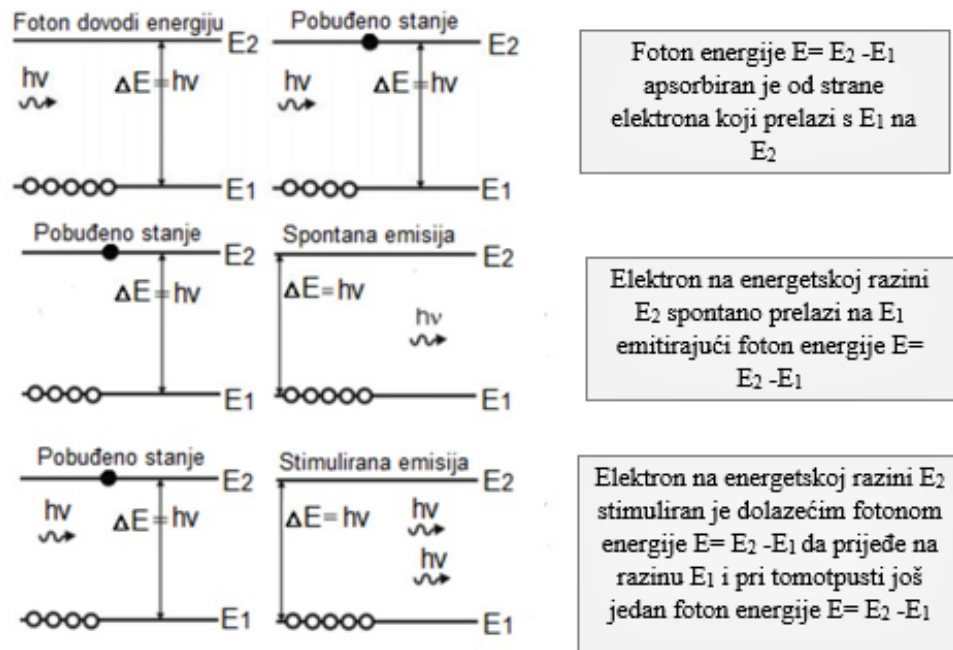 Foton dovodi energiju
E2
hν
ΔE=hν
E1
Pobuđeno stanje
E2
hν
ΔE=hν
E1
Foton energije E= E2 -E1
apsorbiran je od strane
elektrona koji prelazi s E1 na
E2
Pobuđeno stanje
E2
ΔE=hν
E1
Spontana emisija
ΔE=hν
hν
Elektron na energetskoj razini
E2 spontano prelazi na E1
emitirajući foton energije E=
E2 -E1
Pobuđeno stanje
E2
hν
ΔE=hν
E1
Stimulirana emisija
ΔE=hν
hν
hν
Elektron na energetskoj razini E2
stimuliran je dolazećim fotonom
energije E= E2 -E1 da prijeđe na
razinu E1 i pri tomotpusti još
jedan foton energije E= E2 -E1